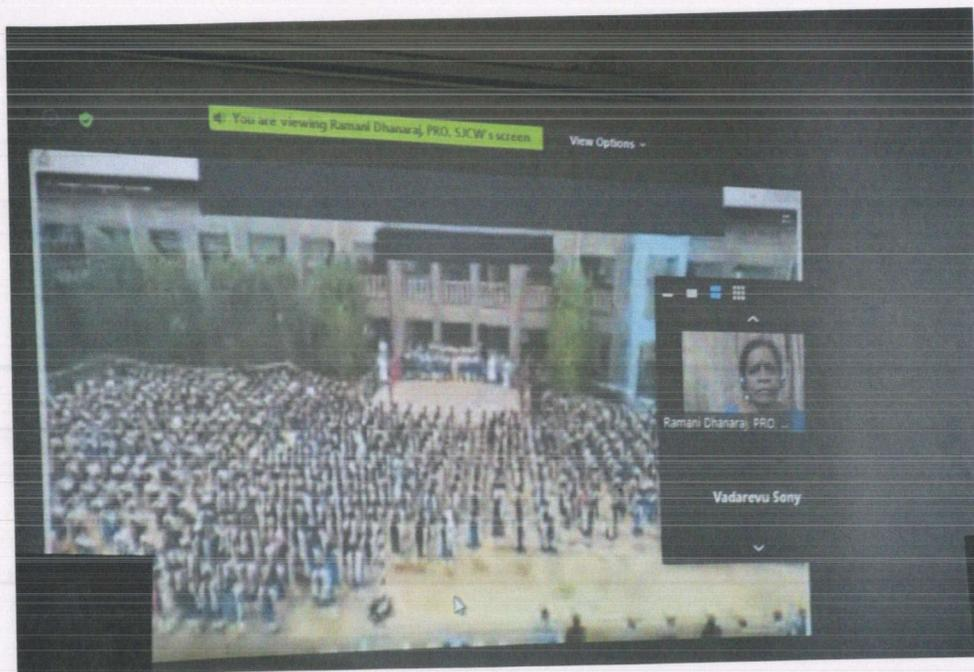 You are viewing Ramani Dhanaraj, PRO, SJCW's screen
View Options
Ramani Dhanaraj, PRO, ...
Vadarevu Sony